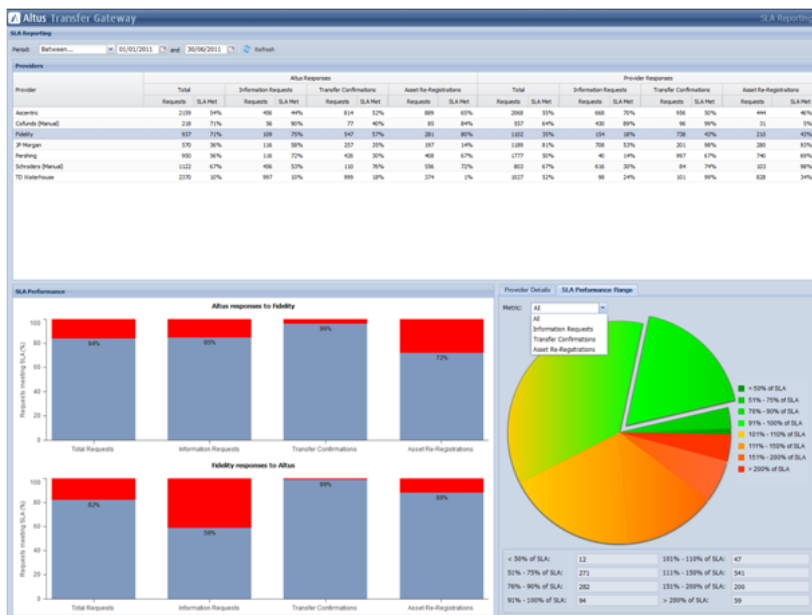 Altus Transfer Gateway SLA Reporting
SLA Reporting
Period: Between... 01/01/2011 and 30/06/2011 Refresh
Providers
Provider Altus Responses Provider Responses
Total Information Requests Transfer Confirmations Asset Re-Registrations Total Information Requests Transfer Confirmations Asset Re-Registrations
Requests SLA Met Requests SLA Met Requests SLA Met Requests SLA Met Requests SLA Met Requests SLA Met Requests SLA Met Requests SLA Met
Ascentric 2159 54% 456 44% 814 52% 889 65% 2068 55% 668 70% 956 50% 444 46%
Cofunds (Manual) 218 71% 56 90% 77 40% 85 84% 557 64% 430 89% 96 99% 31 5%
Fidelity 937 71% 109 75% 547 57% 281 80% 1102 35% 154 18% 738 43% 210 43%
JP Morgan 570 36% 116 58% 257 35% 197 14% 1189 81% 708 53% 201 98% 280 93%
Pershing 950 56% 116 72% 426 30% 408 67% 1777 50% 40 14% 997 67% 740 69%
Schroders (Manual) 1122 67% 456 53% 110 76% 556 72% 803 67% 616 30% 84 74% 103 98%
TD Waterhouse 2370 10% 997 10% 999 18% 374 1% 1027 52% 98 24% 101 99% 828 34%
SLA Performance
Altus responses to Fidelity
Requests meeting SLA (%)
100
80
60
40
20
0
84% 85% 96% 72%
Total Requests Information Requests Transfer Confirmations Asset Re-Registrations
Fidelity responses to Altus
Requests meeting SLA (%)
100
80
60
40
20
0
82% 59% 99% 88%
Total Requests Information Requests Transfer Confirmations Asset Re-Registrations
Provider Details SLA Performance Range
Metric: All
All
Information Requests
Transfer Confirmations
Asset Re-Registrations
< 50% of SLA
51% - 75% of SLA
76% - 90% of SLA
91% - 100% of SLA
101% - 110% of SLA
111% - 150% of SLA
151% - 200% of SLA
> 200% of SLA
< 50% of SLA: 12 101% - 110% of SLA: 47
51% - 75% of SLA: 271 111% - 150% of SLA: 541
76% - 90% of SLA: 282 151% - 200% of SLA: 200
91% - 100% of SLA: 94 > 200% of SLA: 59